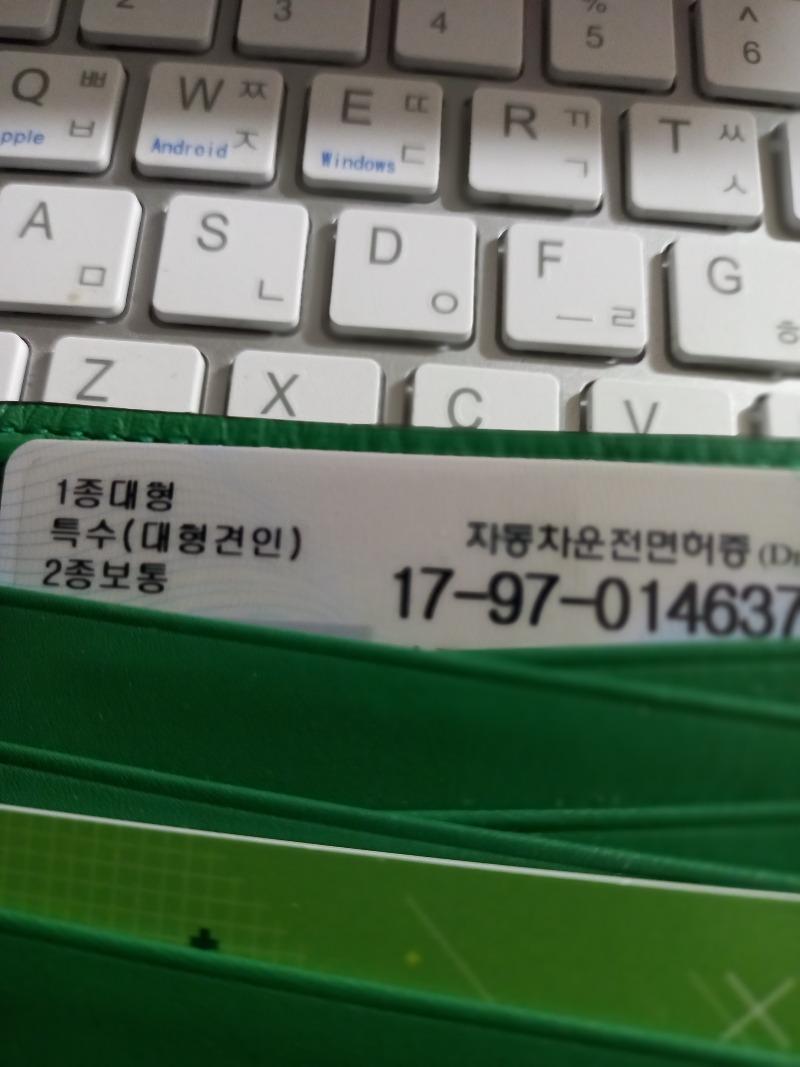 2 3 4 % 5 ^ 6
Q ㅃ ㅂ W ㅉ ㅈ E ㄸ ㄷ R ㄲ ㄱ T ㅆ ㅅ
pple Android Windows
A ㅁ S ㄴ D ㅇ F ㄹ G ㅎ
Z X C V
1종대형
특수(대형견인)
2종보통
자동차운전면허증
17-97-014637